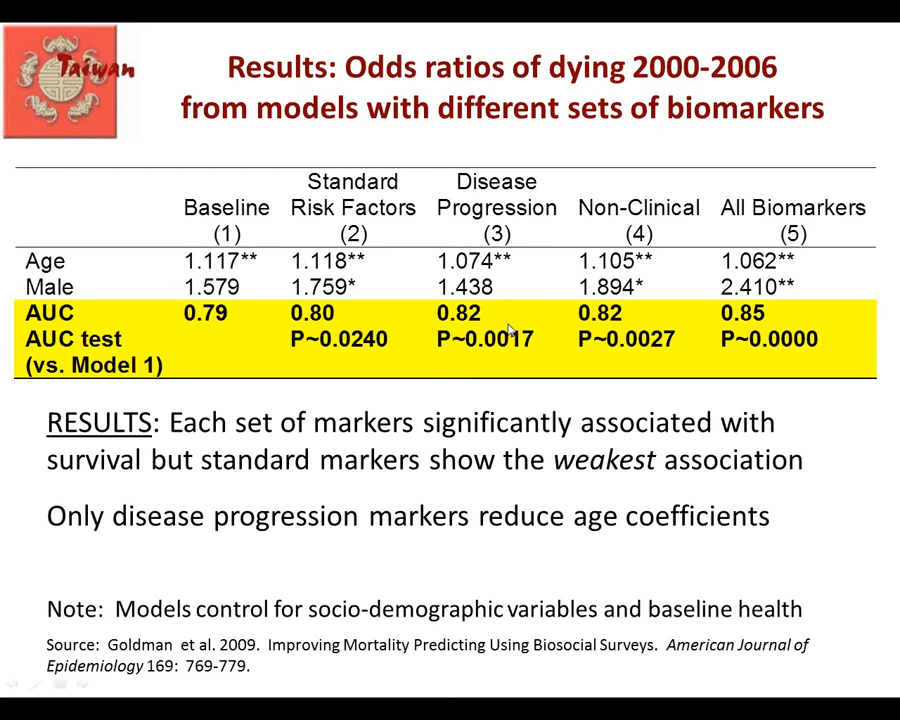 Taiwan
Results: Odds ratios of dying 2000-2006
from models with different sets of biomarkers
Standard Disease
Baseline Risk Factors Progression Non-Clinical All Biomarkers
(1) (2) (3) (4) (5)
Age 1.117** 1.118** 1.074** 1.105** 1.062**
Male 1.579 1.759* 1.438 1.894* 2.410**
AUC 0.79 0.80 0.82 0.82 0.85
AUC test P~0.0240 P~0.0017 P~0.0027 P~0.0000
(vs. Model 1)
RESULTS: Each set of markers significantly associated with
survival but standard markers show the weakest association
Only disease progression markers reduce age coefficients
Note: Models control for socio-demographic variables and baseline health
Source: Goldman et al. 2009. Improving Mortality Predicting Using Biosocial Surveys. American Journal of
Epidemiology 169: 769-779.